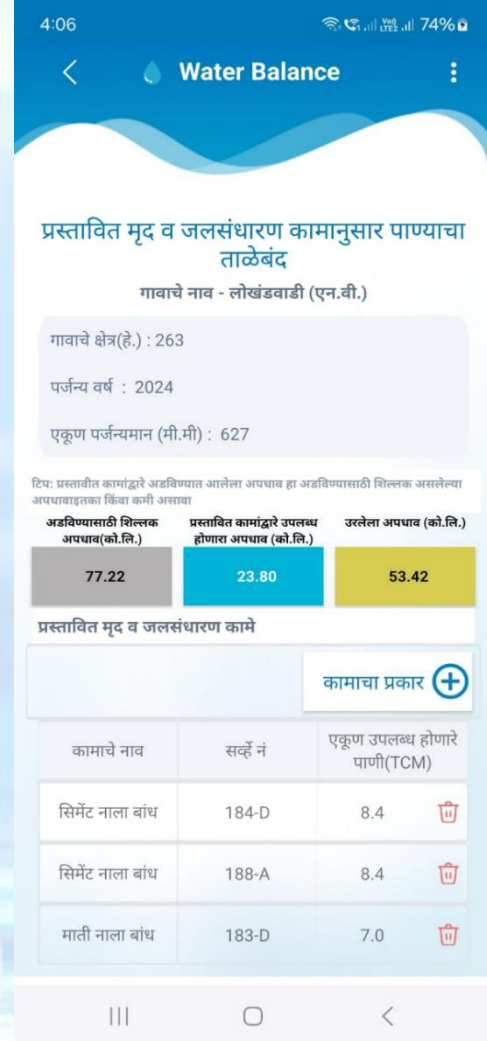 4:06
Vo9 LTE2 74%
Water Balance
प्रस्तावित मृद व जलसंधारण कामानुसार पाण्याचा
ताळेबंद
गावाचे नाव - लोखंडवाडी (एन.वी.)
गावाचे क्षेत्र(हे.) : 263
पर्जन्य वर्ष : 2024
एकूण पर्जन्यमान (मी.मी) : 627
टिप: प्रस्तावीत कामांद्वारे अडविण्यात आलेला अपधाव हा अडविण्यासाठी शिल्लक असलेल्या
अपधावाइतका किंवा कमी असावा
अडविण्यासाठी शिल्लक
अपधाव(को.लि.)
प्रस्तावित कामांद्वारे उपलब्ध
होणारा अपधाव (को.लि.)
उरलेला अपधाव (को.लि.)
77.22 23.80 53.42
प्रस्तावित मृद व जलसंधारण कामे
कामाचा प्रकार
कामाचे नाव सर्व्हे नं एकूण उपलब्ध होणारे
पाणी(TCM)
सिमेंट नाला बांध 184-D 8.4
सिमेंट नाला बांध 188-A 8.4
माती नाला बांध 183-D 7.0